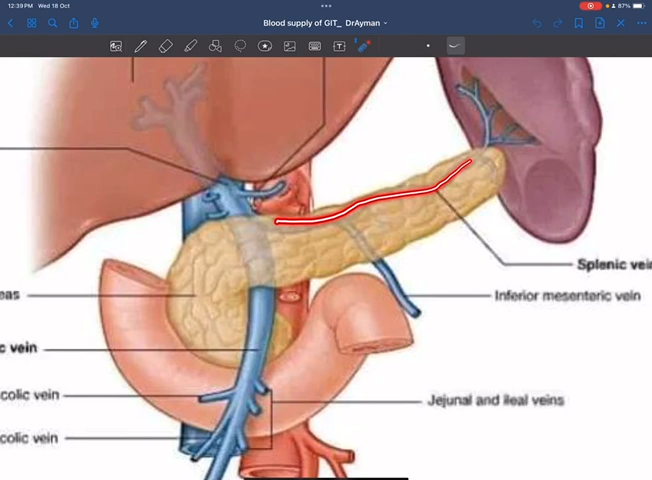 12:39 PM Wed 18 Oct
87%
Blood supply of GIT_ DrAyman
Splenic vei
eas
Inferior mesenteric vein
c vein
colic vein
Jejunal and ileal veins
colic vein